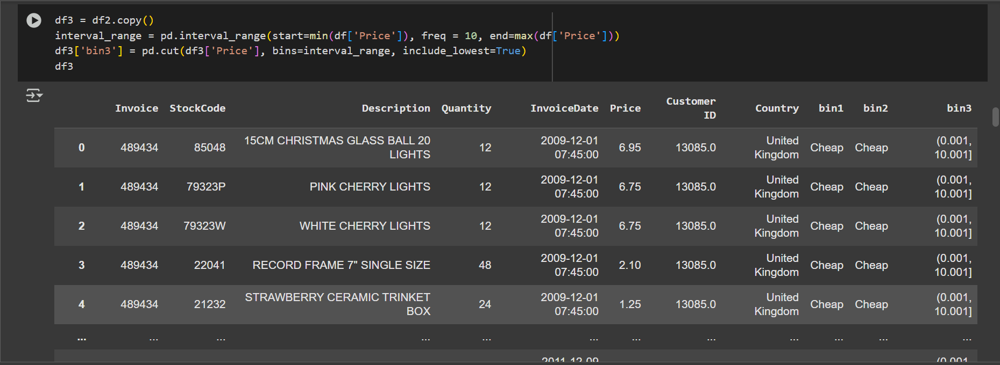 df3 = df2.copy()
interval_range = pd.interval_range(start=min(df['Price']), freq = 10, end=max(df['Price']))
df3['bin3'] = pd.cut(df3['Price'], bins=interval_range, include_lowest=True)
df3
Invoice StockCode Description Quantity InvoiceDate Price Customer ID Country bin1 bin2 bin3
0 489434 85048 15CM CHRISTMAS GLASS BALL 20 LIGHTS 12 2009-12-01 07:45:00 6.95 13085.0 United Kingdom Cheap Cheap (0.001, 10.001]
1 489434 79323P PINK CHERRY LIGHTS 12 2009-12-01 07:45:00 6.75 13085.0 United Kingdom Cheap Cheap (0.001, 10.001]
2 489434 79323W WHITE CHERRY LIGHTS 12 2009-12-01 07:45:00 6.75 13085.0 United Kingdom Cheap Cheap (0.001, 10.001]
3 489434 22041 RECORD FRAME 7" SINGLE SIZE 48 2009-12-01 07:45:00 2.10 13085.0 United Kingdom Cheap Cheap (0.001, 10.001]
4 489434 21232 STRAWBERRY CERAMIC TRINKET BOX 24 2009-12-01 07:45:00 1.25 13085.0 United Kingdom Cheap Cheap (0.001, 10.001]
... ... ... ... ... ... ... ... ... ... ... ...
2011-12-09 (0.001,